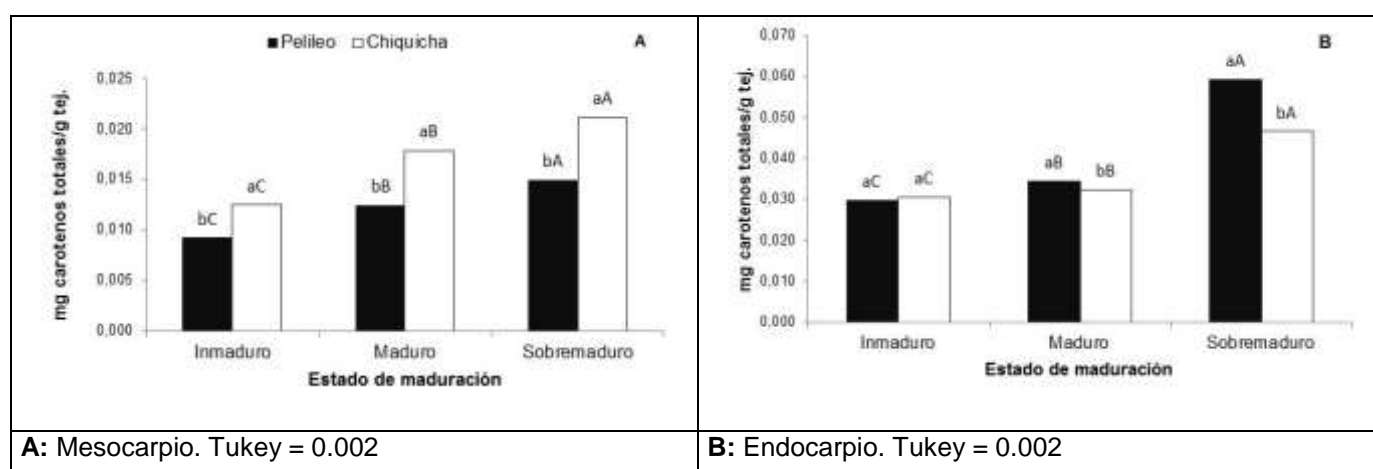 ■Pelileo □Chiquicha
A
mg carotenos totales/g tej.
0,025
0,020
0,015
0,010
0,005
0,000
bC
aC
bB
aB
bA
aA
Inmaduro Maduro Sobremaduro
Estado de maduración
B
mg carotenos totales/g tej.
0,070
0,060
0,050
0,040
0,030
0,020
0,010
0,000
aC
aC
aB
bB
aA
bA
Inmaduro Maduro Sobremaduro
Estado de maduración
A: Mesocarpio. Tukey = 0.002
B: Endocarpio. Tukey = 0.002